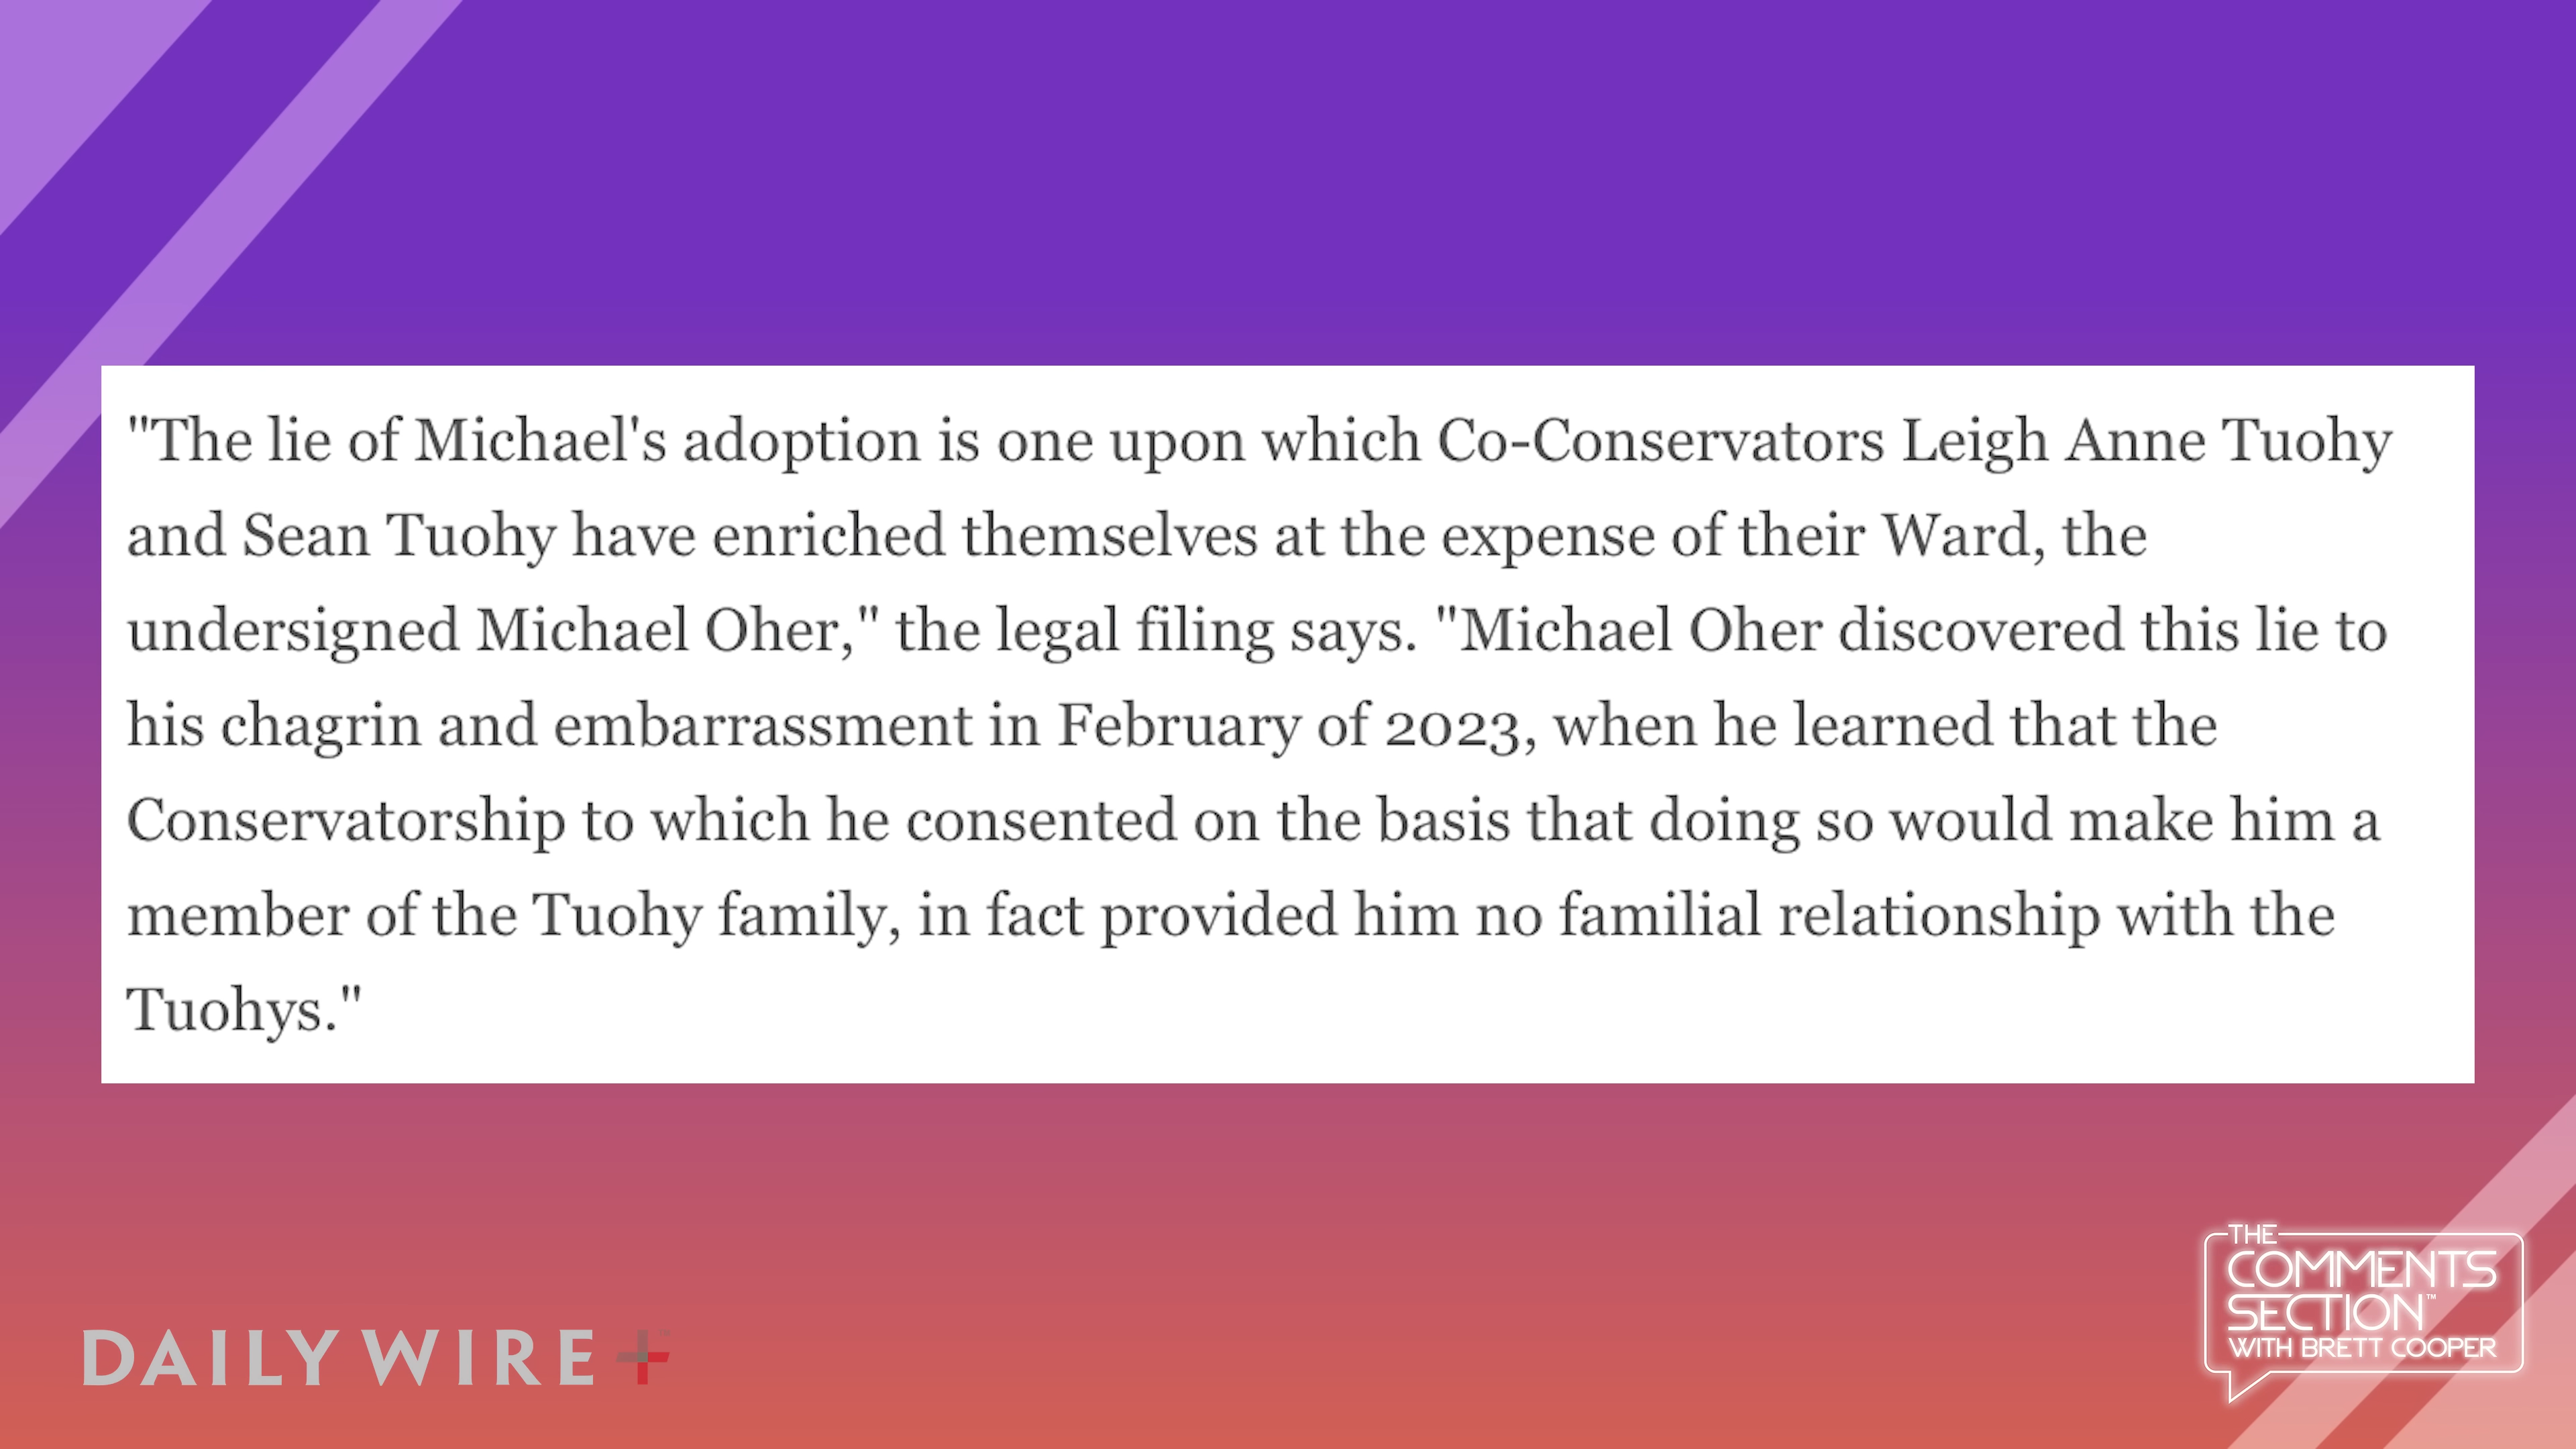 "The lie of Michael's adoption is one upon which Co-Conservators Leigh Anne Tuohy
and Sean Tuohy have enriched themselves at the expense of their Ward, the
undersigned Michael Oher," the legal filing says. "Michael Oher discovered this lie to
his chagrin and embarrassment in February of 2023, when he learned that the
Conservatorship to which he consented on the basis that doing so would make him a
member of the Tuohy family, in fact provided him no familial relationship with the
Tuohys."
DAILY WIRE +
THE
COMMENTS
SECTION™
WITH BRETT COOPER